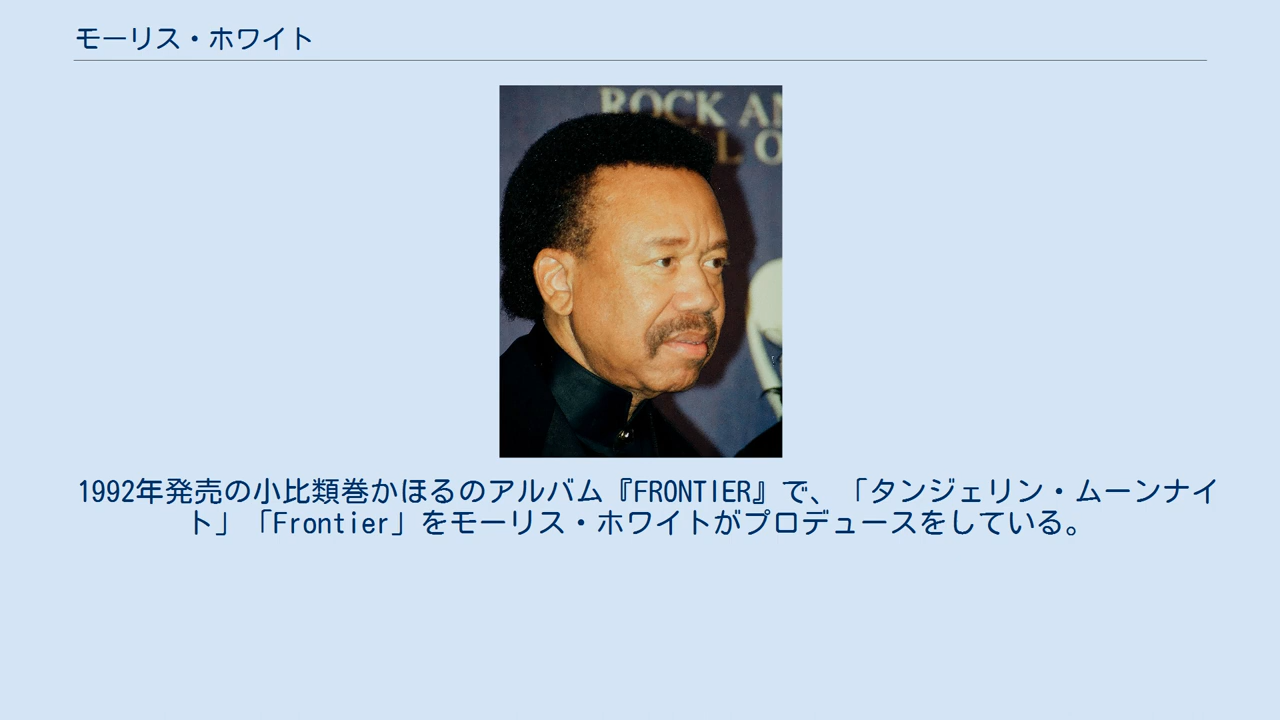 モーリス・ホワイト
ROCK AN
L O
1992年発売の小比類巻かほるのアルバム『FRONTIER』で、「タンジェリン・ムーンナイ
ト」「Frontier」をモーリス・ホワイトがプロデュースをしている。